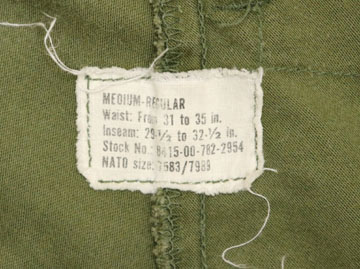 MEDIUM-REGULAR
Waist: From 31 to 35 in.
Inseam: 29-1/2 to 32-1/2 in.
Stock No.: 8415-00-782-2954
NATO size: 7583/7989